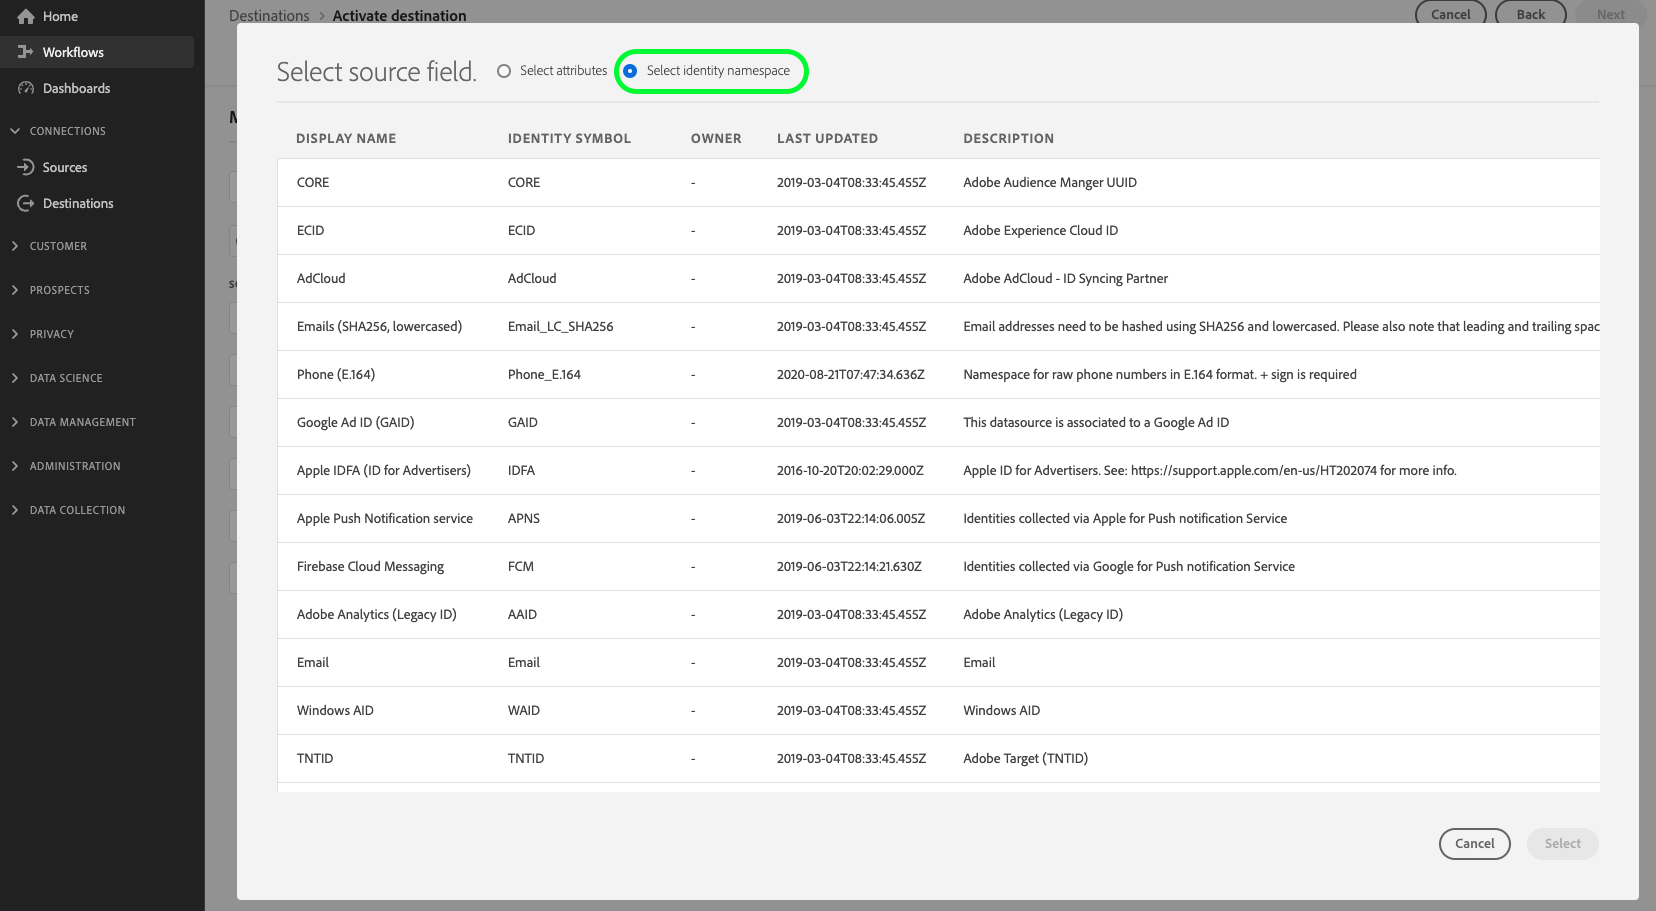 Home
Workflows
Dashboards
CONNECTIONS
Sources
Destinations
CUSTOMER
PROSPECTS
PRIVACY
DATA SCIENCE
DATA MANAGEMENT
ADMINISTRATION
DATA COLLECTION
Destinations > Activate destination
Cancel Back Next
Select source field. Select attributes Select identity namespace
DISPLAY NAME IDENTITY SYMBOL OWNER LAST UPDATED DESCRIPTION
CORE CORE - 2019-03-04T08:33:45.455Z Adobe Audience Manger UUID
ECID ECID - 2019-03-04T08:33:45.455Z Adobe Experience Cloud ID
AdCloud AdCloud - 2019-03-04T08:33:45.455Z Adobe AdCloud - ID Syncing Partner
Emails (SHA256, lowercased) Email_LC_SHA256 - 2019-03-04T08:33:45.455Z Email addresses need to be hashed using SHA256 and lowercased. Please also note that leading and trailing spac
Phone (E.164) Phone_E.164 - 2020-08-21T07:47:34.636Z Namespace for raw phone numbers in E.164 format. + sign is required
Google Ad ID (GAID) GAID - 2019-03-04T08:33:45.455Z This datasource is associated to a Google Ad ID
Apple IDFA (ID for Advertisers) IDFA - 2016-10-20T20:02:29.000Z Apple ID for Advertisers. See: https://support.apple.com/en-us/HT202074 for more info.
Apple Push Notification service APNS - 2019-06-03T22:14:06.005Z Identities collected via Apple for Push notification Service
Firebase Cloud Messaging FCM - 2019-06-03T22:14:21.630Z Identities collected via Google for Push notification Service
Adobe Analytics (Legacy ID) AAID - 2019-03-04T08:33:45.455Z Adobe Analytics (Legacy ID)
Email Email - 2019-03-04T08:33:45.455Z Email
Windows AID WAID - 2019-03-04T08:33:45.455Z Windows AID
TNTID TNTID - 2019-03-04T08:33:45.455Z Adobe Target (TNTID)
Cancel Select